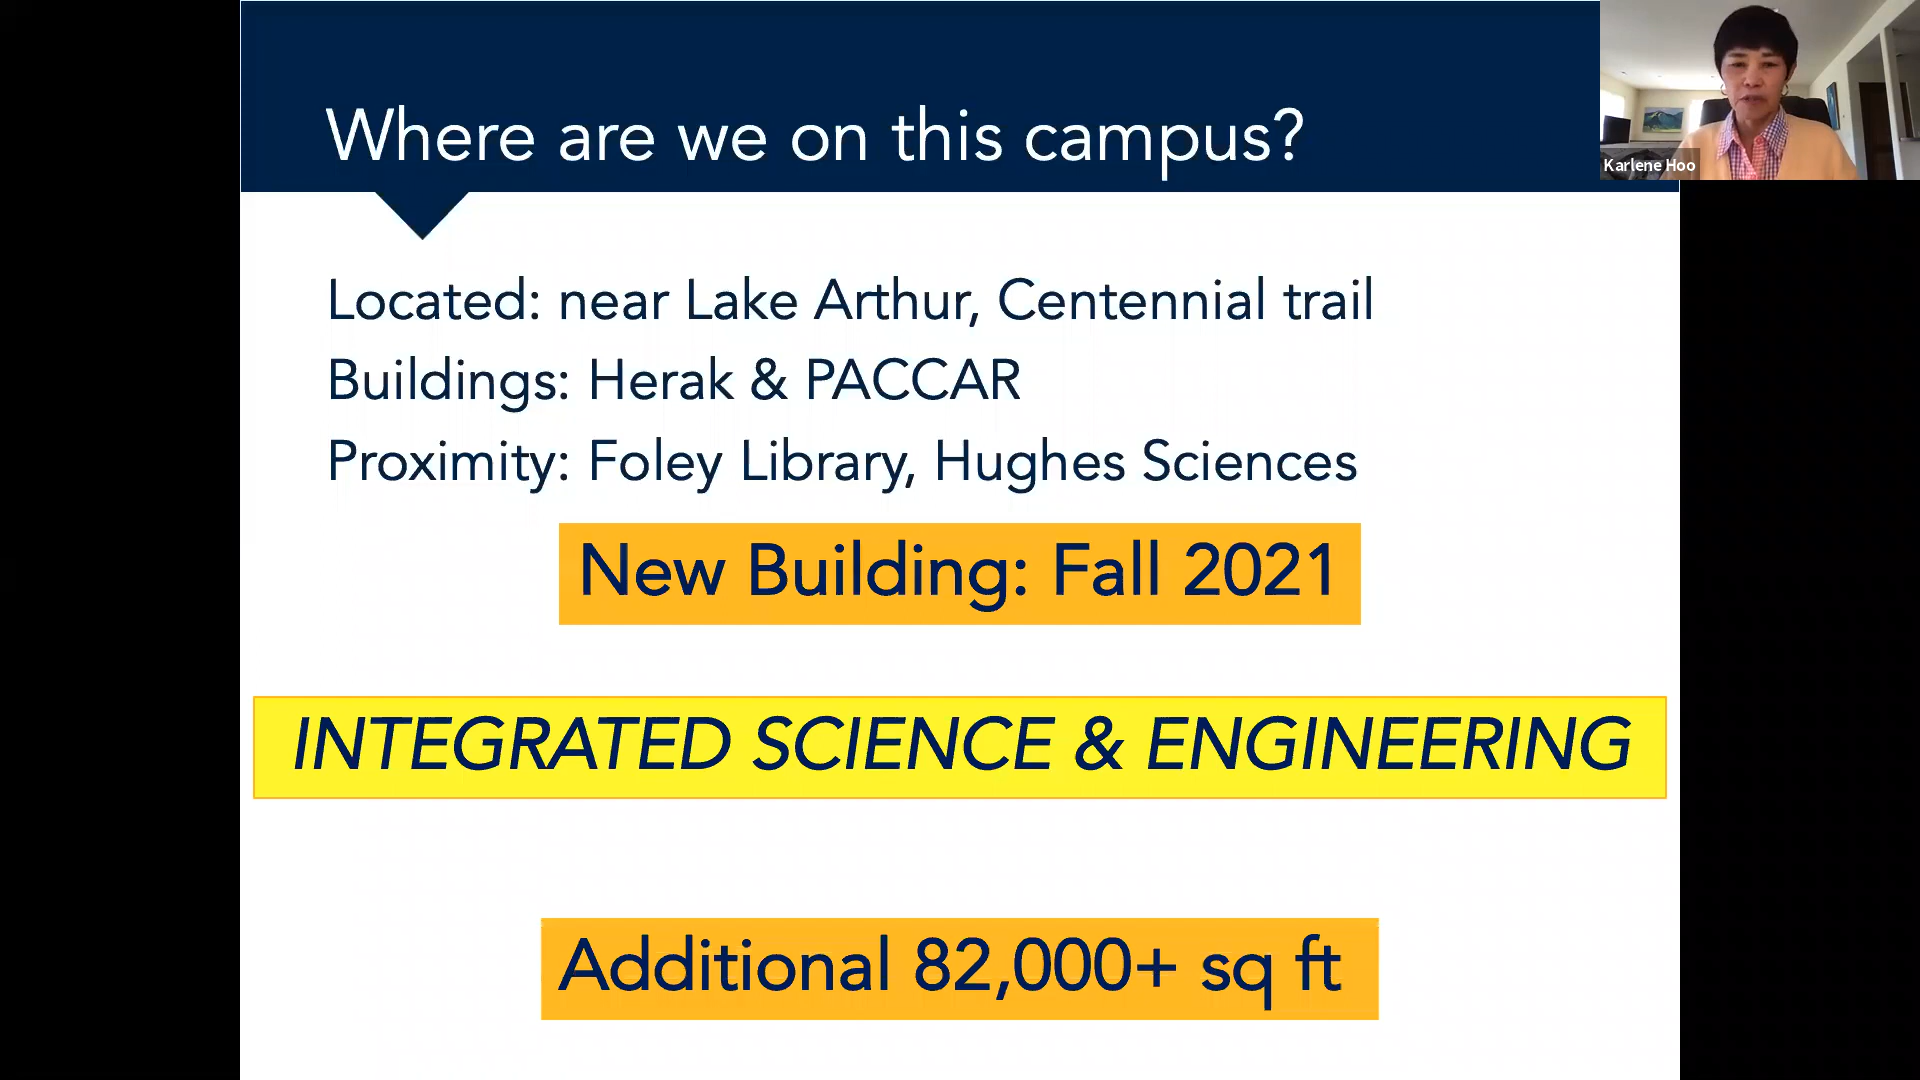 Where are we on this campus?
Karlene Hoo
Located: near Lake Arthur, Centennial trail
Buildings: Herak & PACCAR
Proximity: Foley Library, Hughes Sciences
New Building: Fall 2021
INTEGRATED SCIENCE & ENGINEERING
Additional 82,000+ sq ft